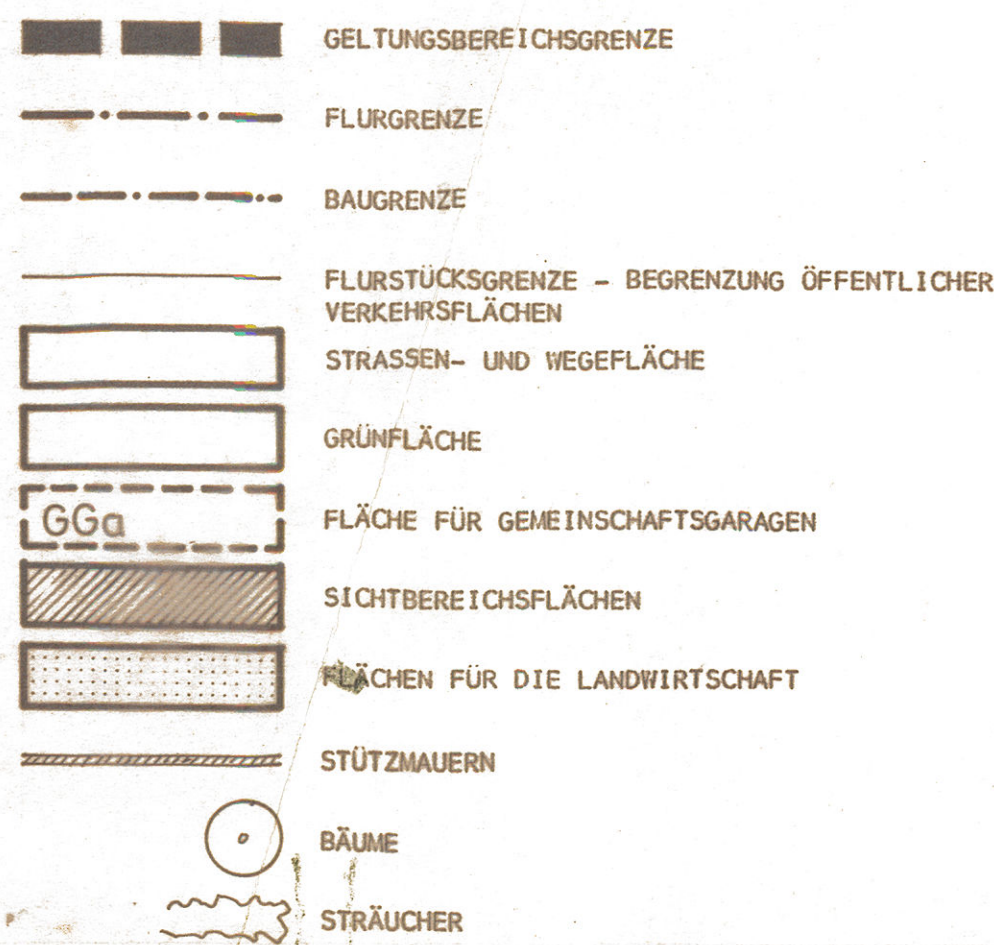 GELTUNGSBEREICHSGRENZE
FLURGRENZE
BAUGRENZE
FLURSTÜCKSGRENZE – BEGRENZUNG ÖFFENTLICHER
VERKEHRSFLÄCHEN
STRASSEN- UND WEGEFLÄCHE
GRÜNFLÄCHE
GGa FLÄCHE FÜR GEMEINSCHAFTSGARAGEN
SICHTBEREICHSFLÄCHEN
FLÄCHEN FÜR DIE LANDWIRTSCHAFT
STÜTZMAUERN
BÄUME
STRÄUCHER